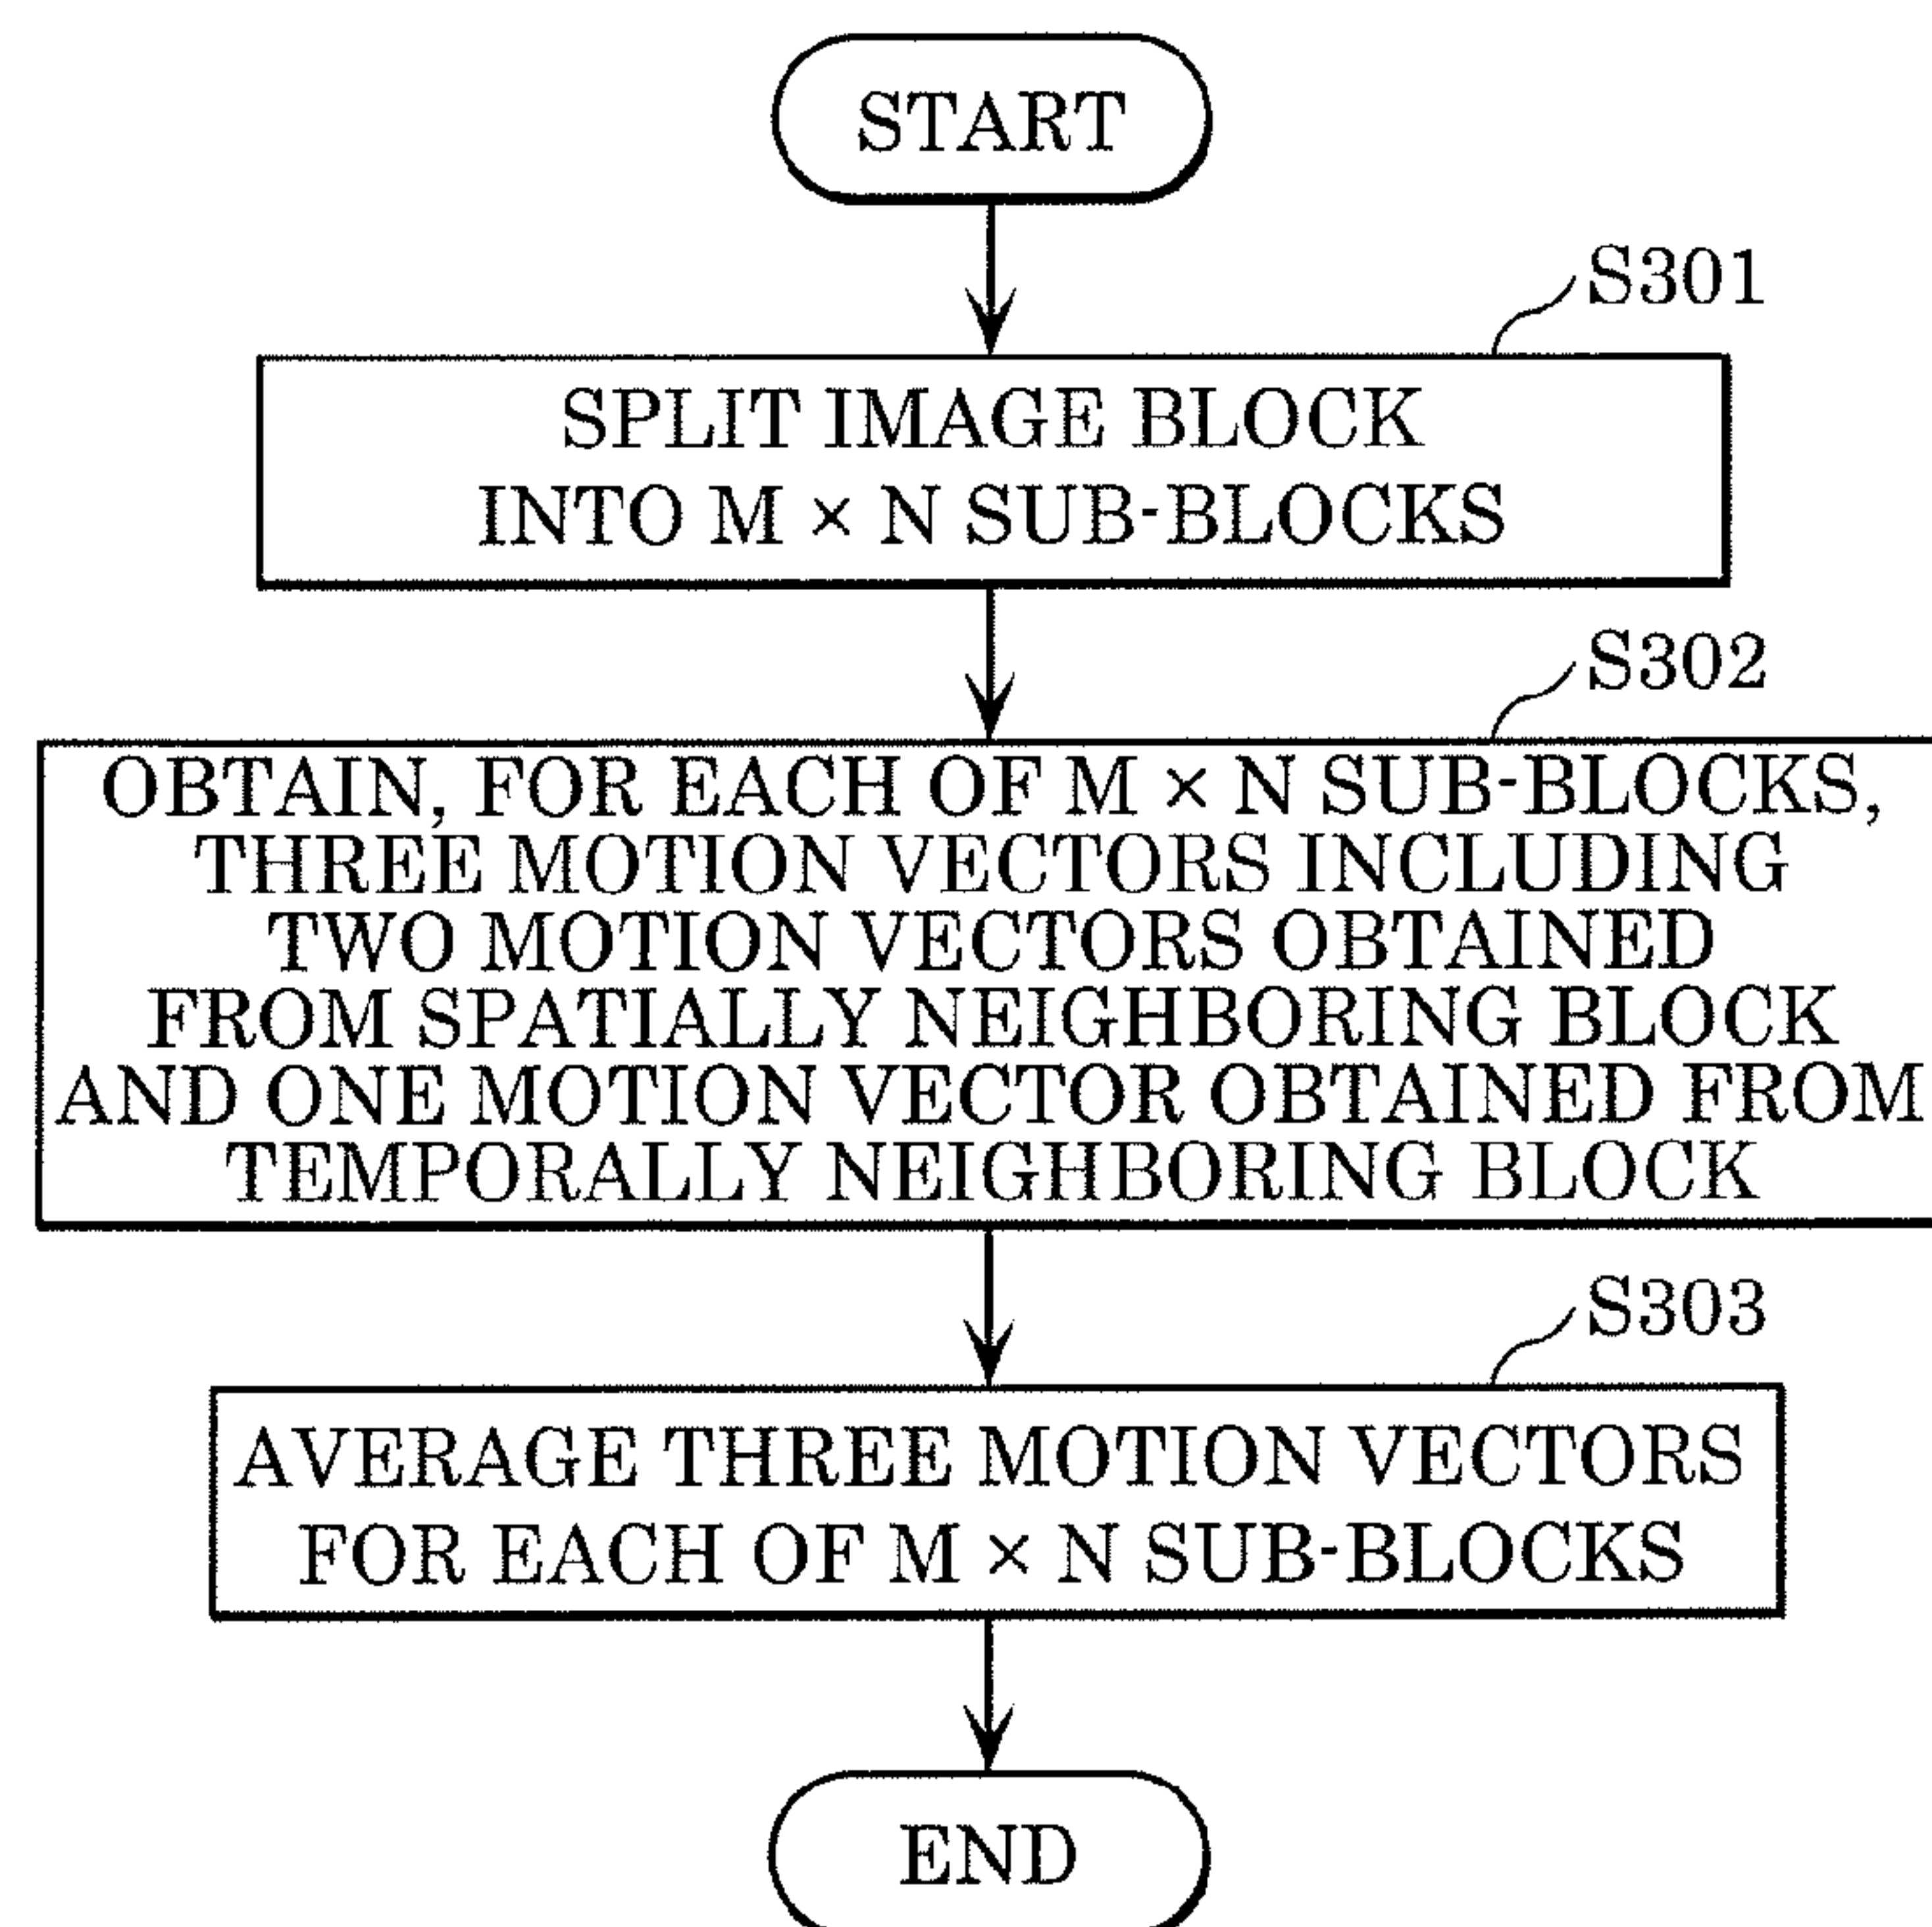 START
S301
SPLIT IMAGE BLOCK
INTO M × N SUB-BLOCKS
S302
OBTAIN, FOR EACH OF M × N SUB-BLOCKS,
THREE MOTION VECTORS INCLUDING
TWO MOTION VECTORS OBTAINED
FROM SPATIALLY NEIGHBORING BLOCK
AND ONE MOTION VECTOR OBTAINED FROM
TEMPORALLY NEIGHBORING BLOCK
S303
AVERAGE THREE MOTION VECTORS
FOR EACH OF M × N SUB-BLOCKS
END